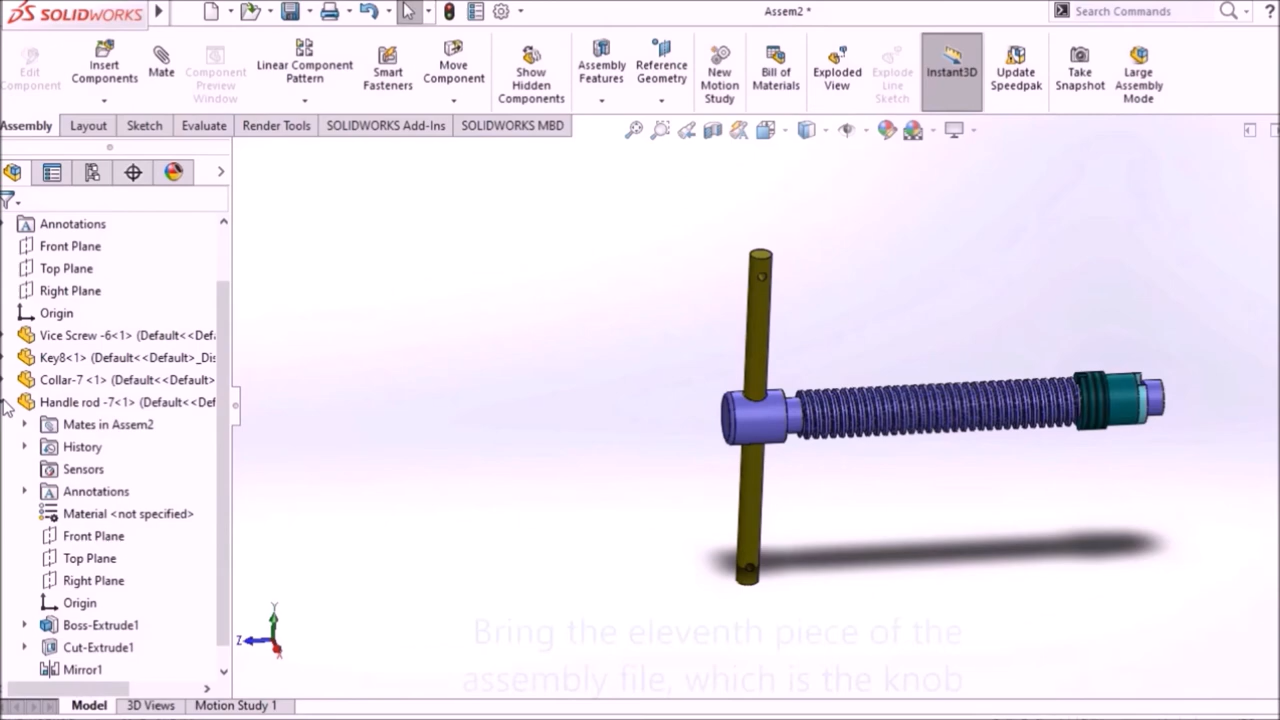 SOLIDWORKS
Assem2 *
Search Commands
?
Edit Component
Insert Components
Mate
Component Preview Window
Linear Component Pattern
Smart Fasteners
Move Component
Show Hidden Components
Assembly Features
Reference Geometry
New Motion Study
Bill of Materials
Exploded View
Explode Line Sketch
Instant3D
Update Speedpak
Take Snapshot
Large Assembly Mode
Assembly
Layout
Sketch
Evaluate
Render Tools
SOLIDWORKS Add-Ins
SOLIDWORKS MBD
Annotations
Front Plane
Top Plane
Right Plane
Origin
Vice Screw -6<1> (Default<<Def
Key8<1> (Default<<Default>_Dis
Collar-7 <1> (Default<<Default>
Handle rod -7<1> (Default<<Def
Mates in Assem2
History
Sensors
Annotations
Material <not specified>
Front Plane
Top Plane
Right Plane
Origin
Boss-Extrude1
Cut-Extrude1
Mirror1
Y
Z
X
Bring the eleventh piece of the
assembly file, which is the knob
Model
3D Views
Motion Study 1